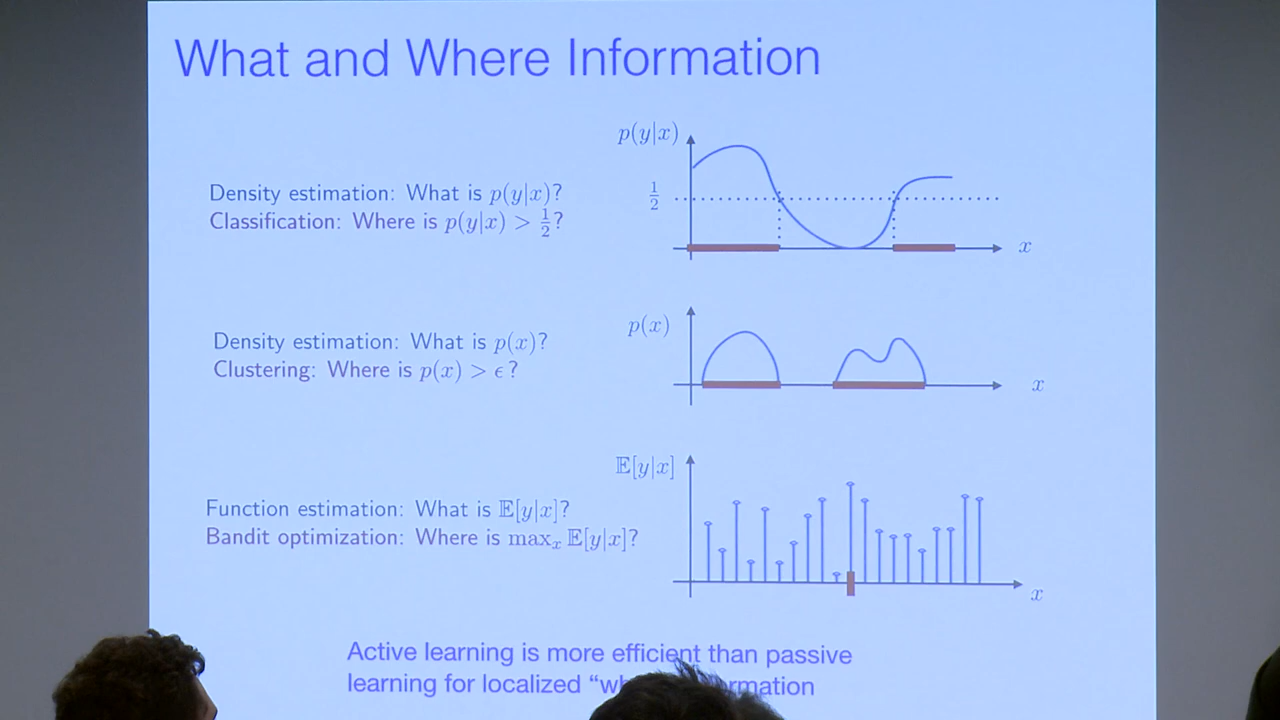 What and Where Information
p(y|x)
1/2
Density estimation: What is p(y|x)?
Classification: Where is p(y|x) > 1/2?
x
p(x)
Density estimation: What is p(x)?
Clustering: Where is p(x) > ϵ?
x
𝔼[y|x]
Function estimation: What is 𝔼[y|x]?
Bandit optimization: Where is maxₓ 𝔼[y|x]?
x
Active learning is more efficient than passive
learning for localized